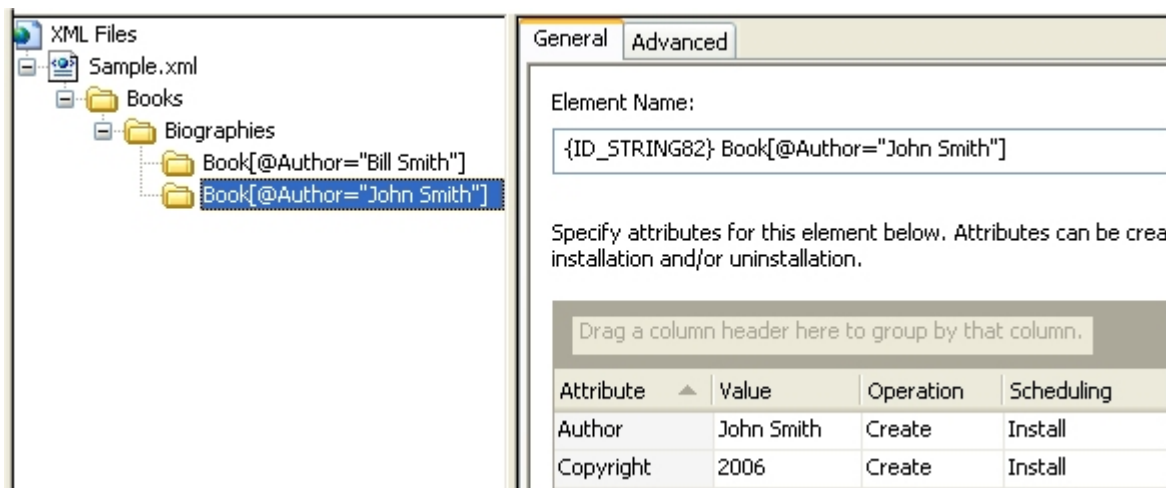 XML Files
Sample.xml
Books
Biographies
Book[@Author="Bill Smith"]
Book[@Author="John Smith"]
General Advanced
Element Name:
{ID_STRING82} Book[@Author="John Smith"]
Specify attributes for this element below. Attributes can be crea
installation and/or uninstallation.
Drag a column header here to group by that column.
Attribute Value Operation Scheduling
Author John Smith Create Install
Copyright 2006 Create Install